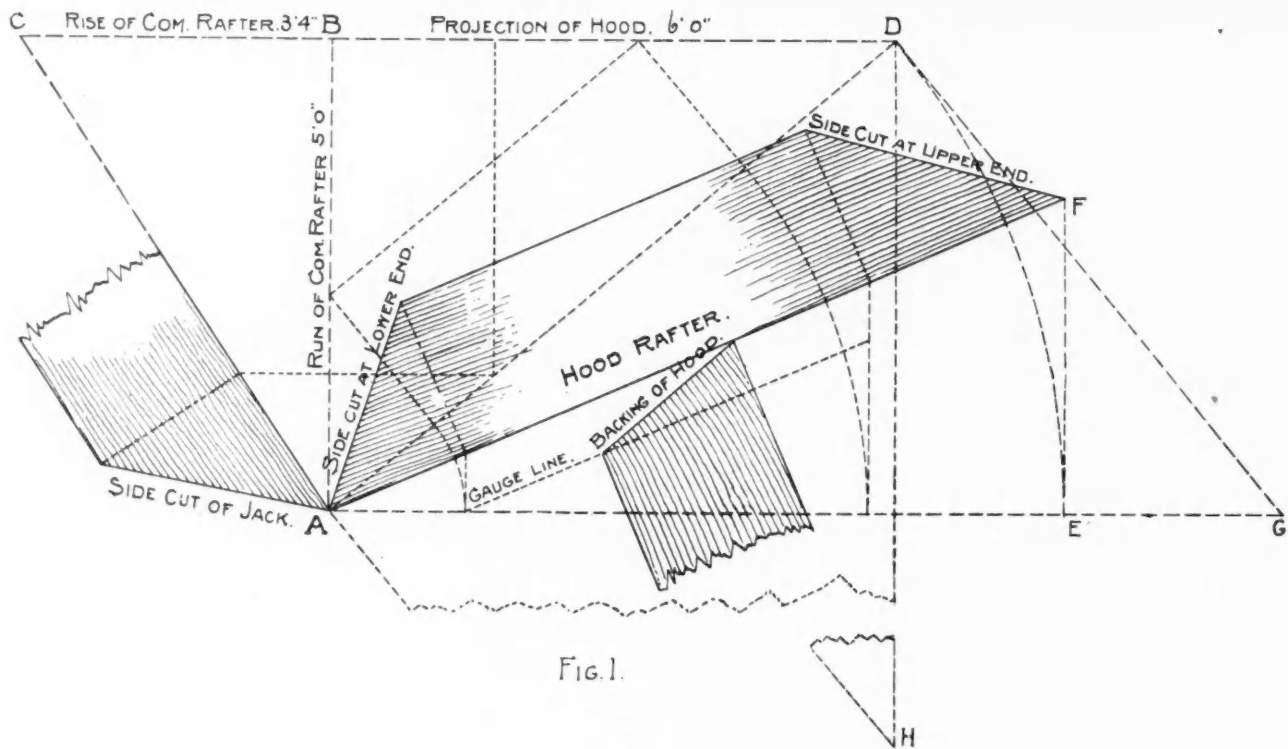 C
RISE OF COM. RAFTER. 3'4"
B
PROJECTION OF HOOD. 6'0"
D
RUN OF COM. RAFTER 5'0"
SIDE CUT AT UPPER END.
F
SIDE CUT AT LOWER END.
HOOD RAFTER.
BACKING OF HOOD.
GAUGE LINE.
SIDE CUT OF JACK.
A
E
G
FIG. 1.
H